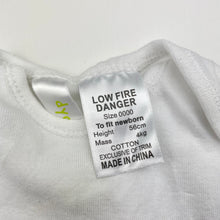 LOW FIRE
DANGER
Size 0000
To fit newborn
Height 56cm
Mass 4kg
COTTON
EXCLUSIVE OF TRIM
MADE IN CHINA